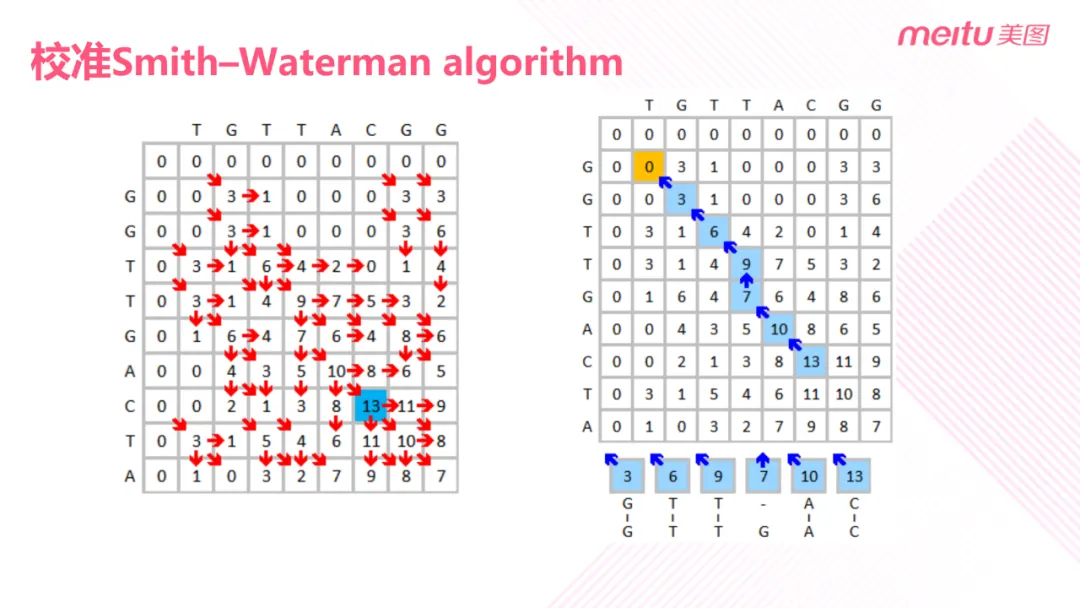 meitu 美图
校准Smith–Waterman algorithm
T G T T A C G G
0 0 0 0 0 0 0 0 0
G 0 0 3 1 0 0 0 3 3
G 0 0 3 1 0 0 0 3 6
T 0 3 1 6 4 2 0 1 4
T 0 3 1 4 9 7 5 3 2
G 0 1 6 4 7 6 4 8 6
A 0 0 4 3 5 10 8 6 5
C 0 0 2 1 3 8 13 11 9
T 0 3 1 5 4 6 11 10 8
A 0 1 0 3 2 7 9 8 7
T G T T A C G G
0 0 0 0 0 0 0 0 0
G 0 0 3 1 0 0 0 3 3
G 0 0 3 1 0 0 0 3 6
T 0 3 1 6 4 2 0 1 4
T 0 3 1 4 9 7 5 3 2
G 0 1 6 4 7 6 4 8 6
A 0 0 4 3 5 10 8 6 5
C 0 0 2 1 3 8 13 11 9
T 0 3 1 5 4 6 11 10 8
A 0 1 0 3 2 7 9 8 7
3 6 9 7 10 13
G T T - A C
G T T G A C